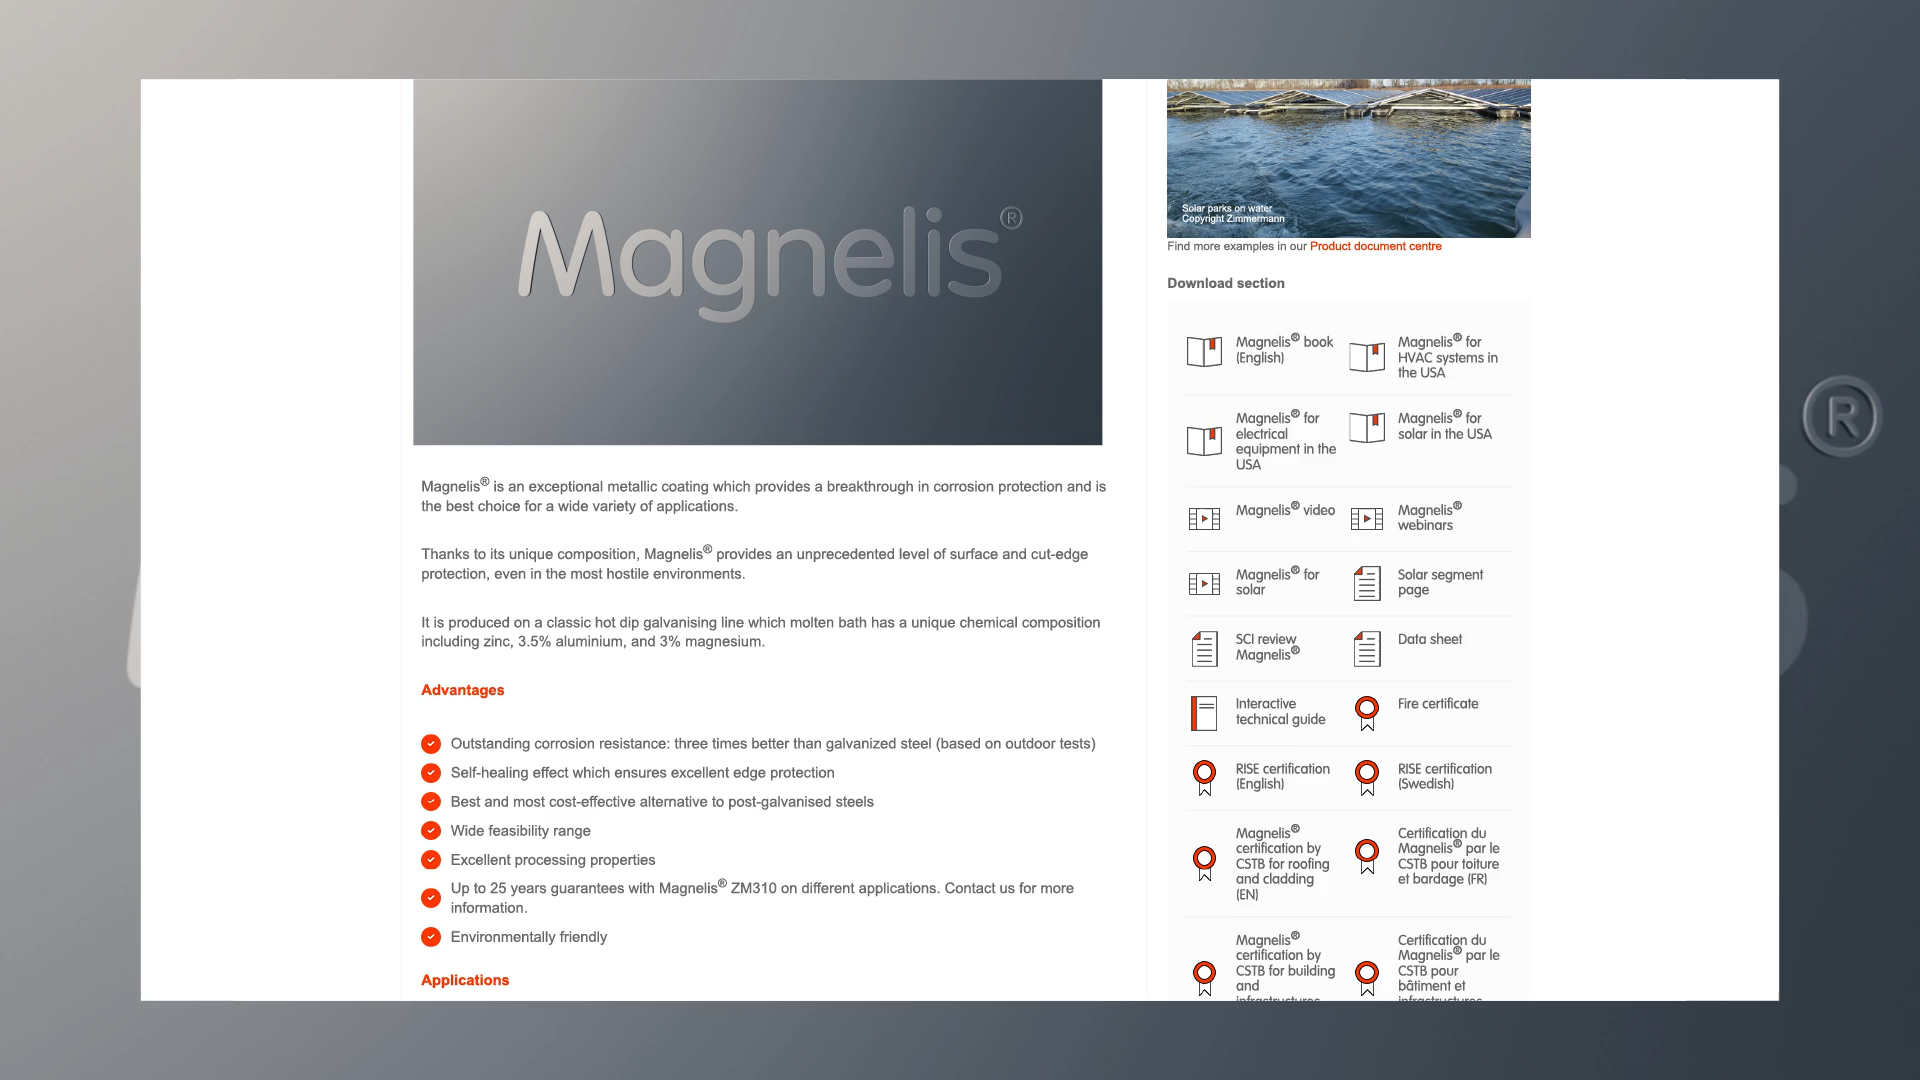 Magnelis®
Magnelis® is an exceptional metallic coating which provides a breakthrough in corrosion protection and is
the best choice for a wide variety of applications.
Thanks to its unique composition, Magnelis® provides an unprecedented level of surface and cut-edge
protection, even in the most hostile environments.
It is produced on a classic hot dip galvanising line which molten bath has a unique chemical composition
including zinc, 3.5% aluminium, and 3% magnesium.
Advantages
Outstanding corrosion resistance: three times better than galvanized steel (based on outdoor tests)
Self-healing effect which ensures excellent edge protection
Best and most cost-effective alternative to post-galvanised steels
Wide feasibility range
Excellent processing properties
Up to 25 years guarantees with Magnelis® ZM310 on different applications. Contact us for more
information.
Environmentally friendly
Applications
Solar parks on water
Copyright Zimmermann
Find more examples in our Product document centre
Download section
Magnelis® book
(English)
Magnelis® for
HVAC systems in
the USA
Magnelis® for
electrical
equipment in the
USA
Magnelis® for
solar in the USA
Magnelis® video
Magnelis®
webinars
Magnelis® for
solar
Solar segment
page
SCI review
Magnelis®
Data sheet
Interactive
technical guide
Fire certificate
RISE certification
(English)
RISE certification
(Swedish)
Magnelis®
certification by
CSTB for roofing
and cladding
(EN)
Certification du
Magnelis® par le
CSTB pour toiture
et bardage (FR)
Magnelis®
certification by
CSTB for building
and
infrastructures
Certification du
Magnelis® par le
CSTB pour
bâtiment et
infrastructures
®